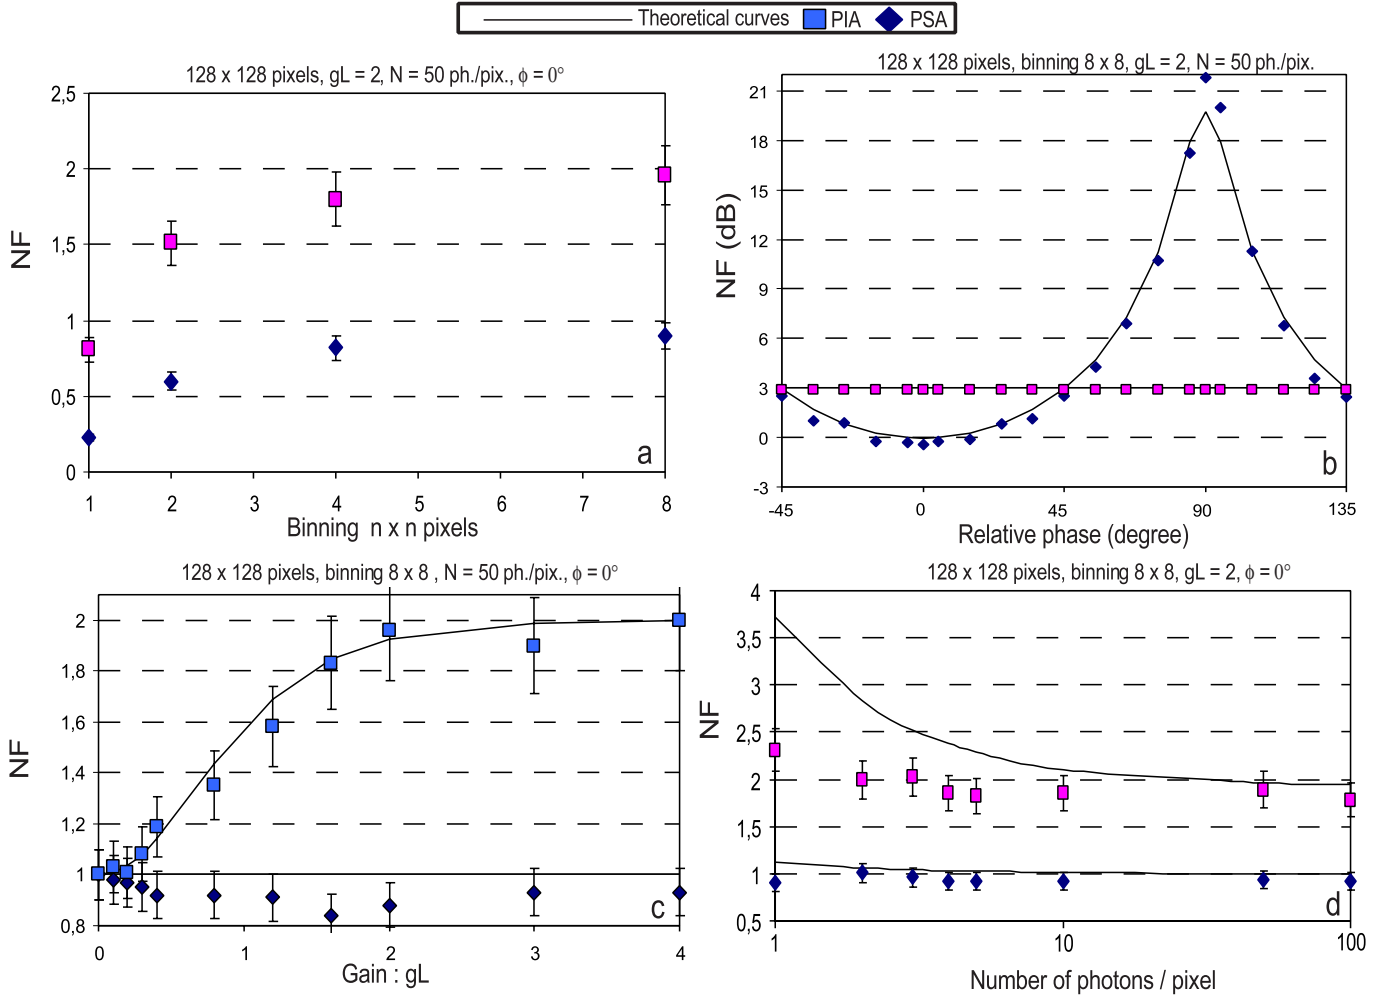 Theoretical curves PIA PSA
128 x 128 pixels, gL = 2, N = 50 ph./pix., ϕ = 0°
2,5
2
1,5
1
0,5
0
NF
1 2 3 4 5 6 7 8
Binning n x n pixels
a
128 x 128 pixels, binning 8 x 8, gL = 2, N = 50 ph./pix.
21
18
15
12
9
6
3
0
-3
NF (dB)
-45 0 45 90 135
Relative phase (degree)
b
128 x 128 pixels, binning 8 x 8 , N = 50 ph./pix., ϕ = 0°
2
1,8
1,6
1,4
1,2
1
0,8
NF
0 1 2 3 4
Gain : gL
c
128 x 128 pixels, binning 8 x 8, gL = 2, ϕ = 0°
4
3,5
3
2,5
2
1,5
1
0,5
NF
1 10 100
Number of photons / pixel
d